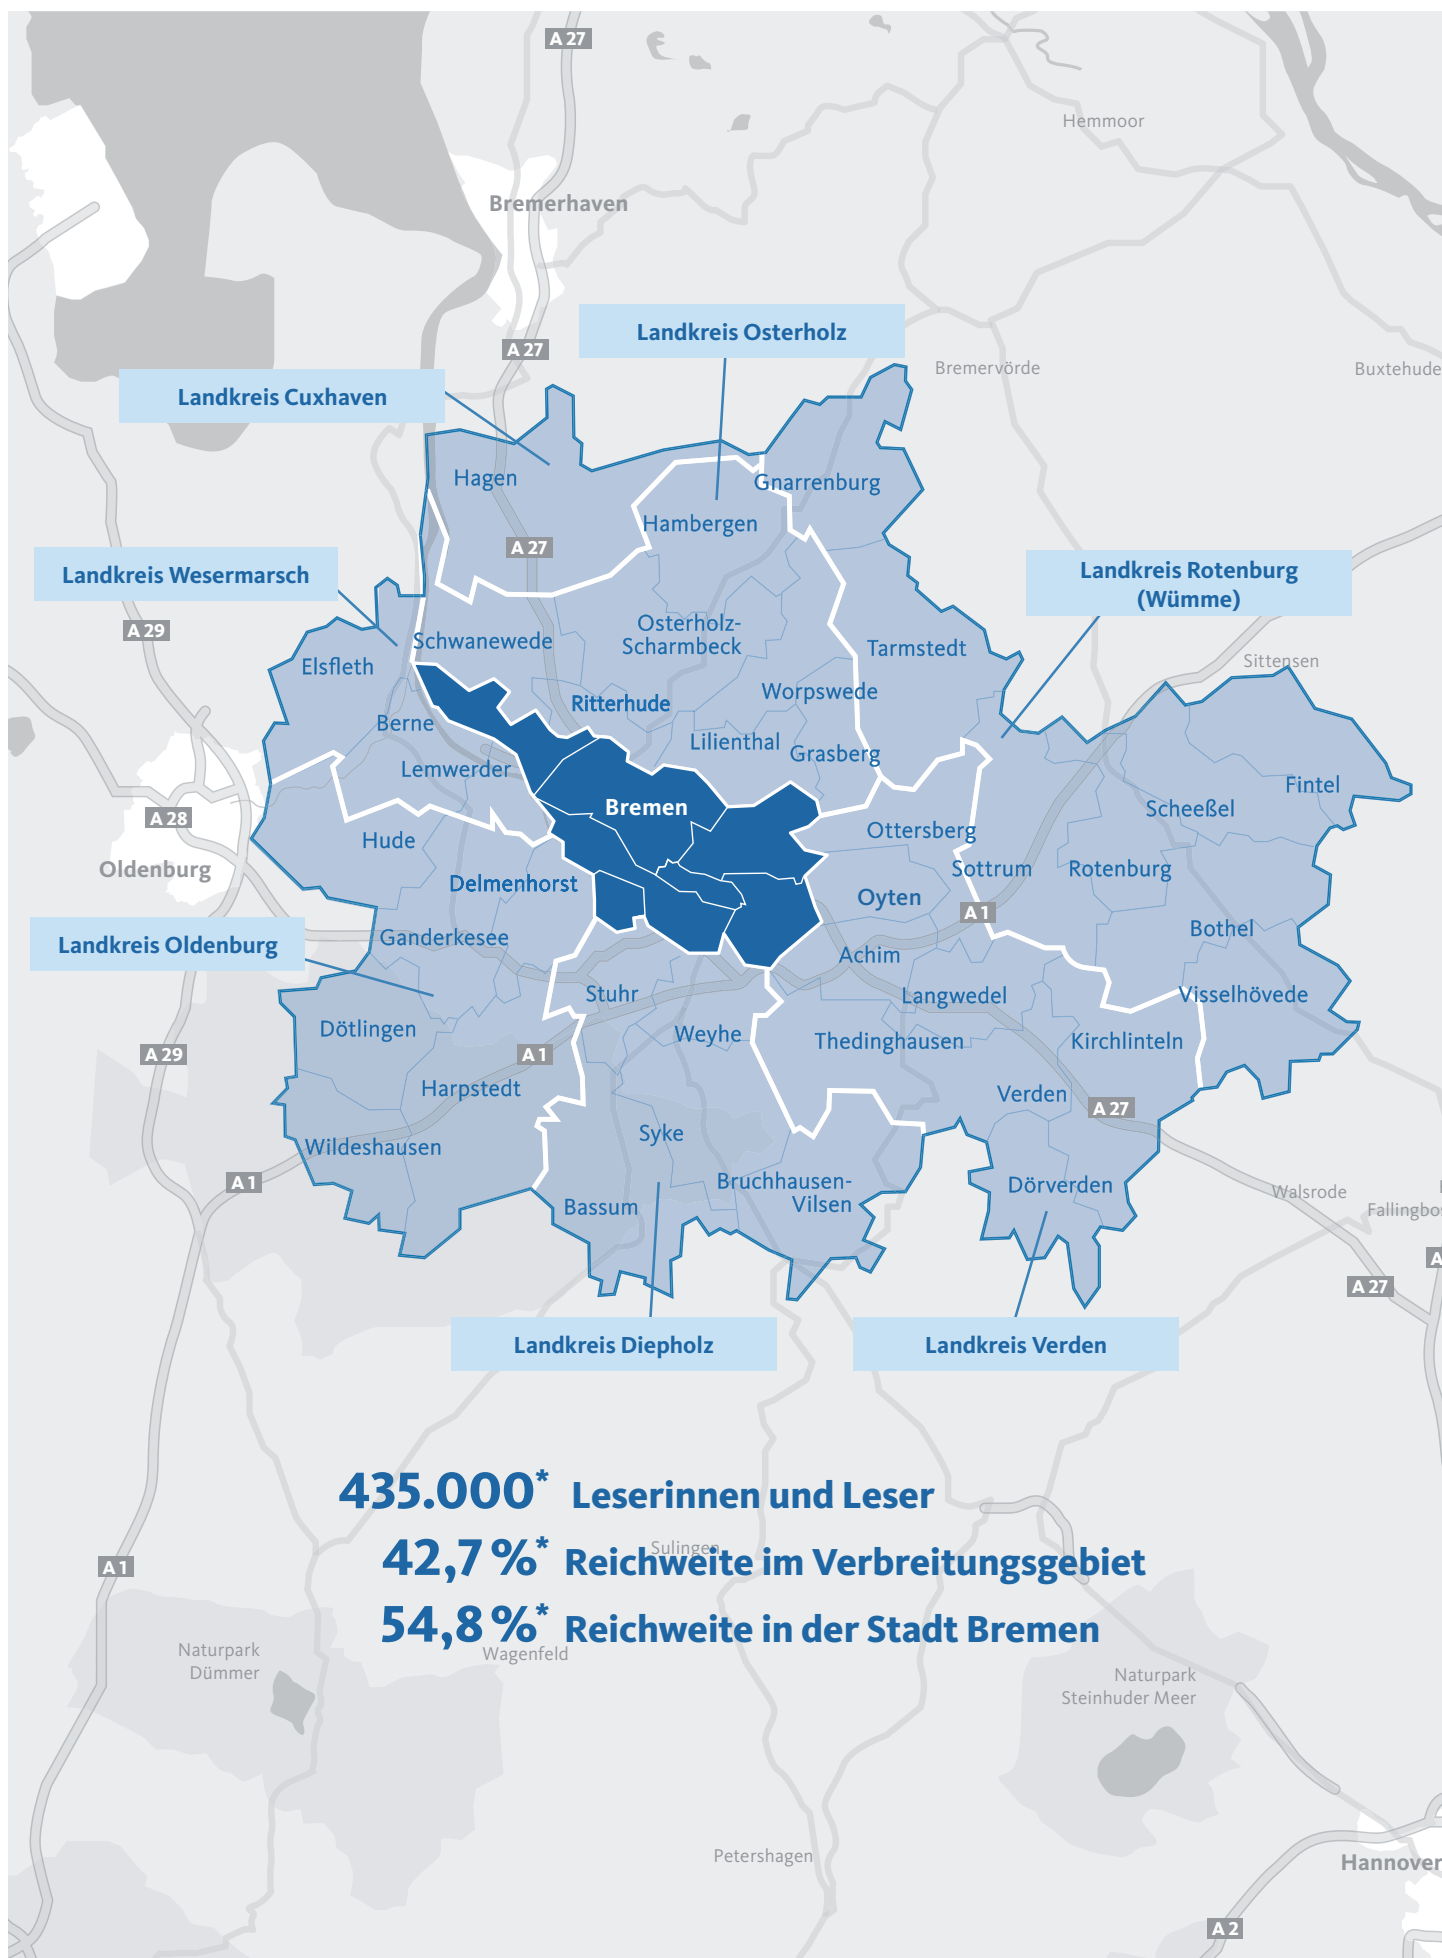 A 27
Hemmoor
Bremerhaven
Landkreis Osterholz
A 27
Bremervörde
Buxtehude
Landkreis Cuxhaven
Hagen
Gnarrenburg
Hambergen
A 27
Landkreis Wesermarsch
Landkreis Rotenburg
(Wümme)
A 29
Osterholz-
Scharmbeck
Schwanewede
Tarmstedt
Sittensen
Elsfleth
Worpswede
Ritterhude
Berne
Lilienthal
Grasberg
Lemwerder
Fintel
Bremen
Scheeßel
A 28
Ottersberg
Hude
Oldenburg
Sottrum
Rotenburg
Delmenhorst
Oyten
A 1
Bothel
Ganderkesee
Landkreis Oldenburg
Achim
Stuhr
Langwedel
Visselhövede
Dötlingen
Weyhe
Thedinghausen
Kirchlinteln
A 29
A 1
Harpstedt
Verden
A 27
Syke
Wildeshausen
A 1
Bruchhausen-
Vilsen
Dörverden
Walsrode
Bassum
Fallingbos
A
A 27
Landkreis Diepholz
Landkreis Verden
435.000* Leserinnen und Leser
Sulingen
42,7 %* Reichweite im Verbreitungsgebiet
A 1
54,8 %* Reichweite in der Stadt Bremen
Wagenfeld
Naturpark
Dümmer
Naturpark
Steinhuder Meer
Petershagen
Hannover
A 2